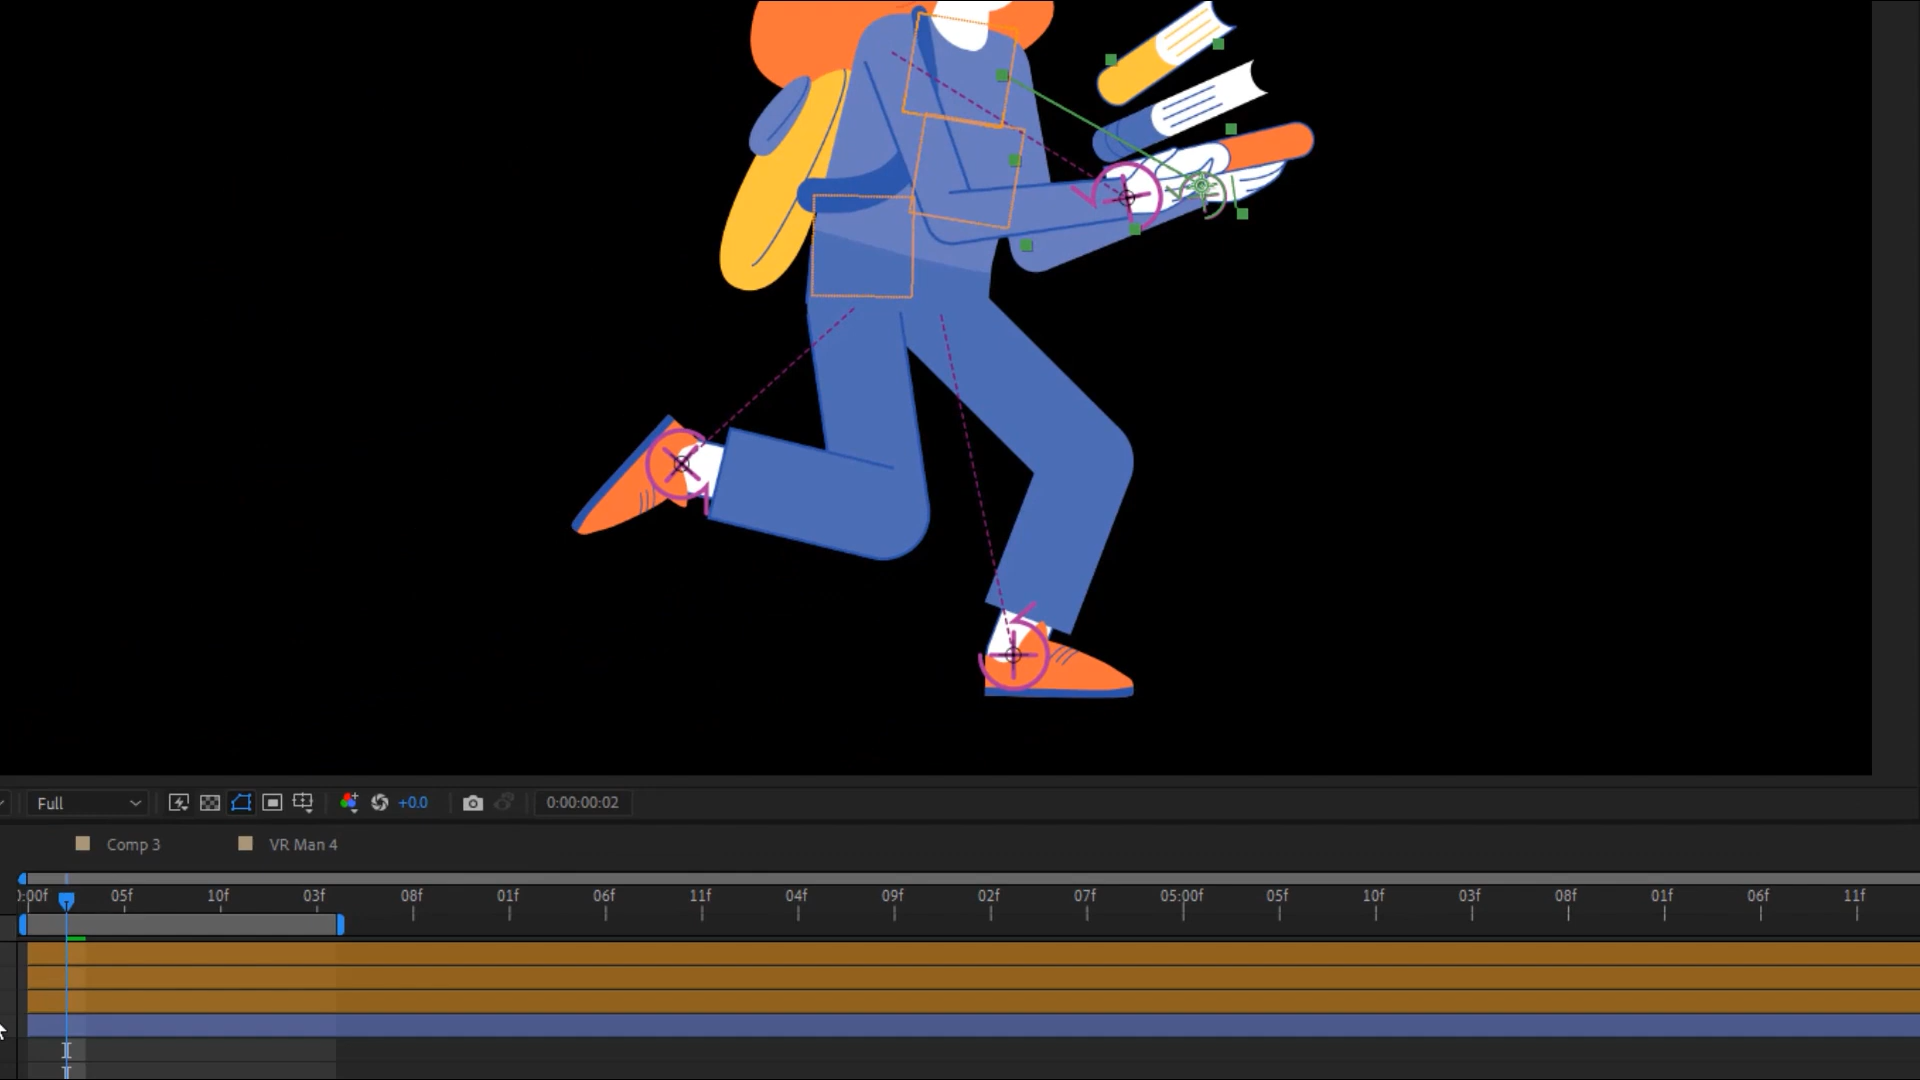 Full
+0.0
0:00:00:02
Comp 3
VR Man 4
):00f 05f 10f 03f 08f 01f 06f 11f 04f 09f 02f 07f 05:00f 05f 10f 03f 08f 01f 06f 11f